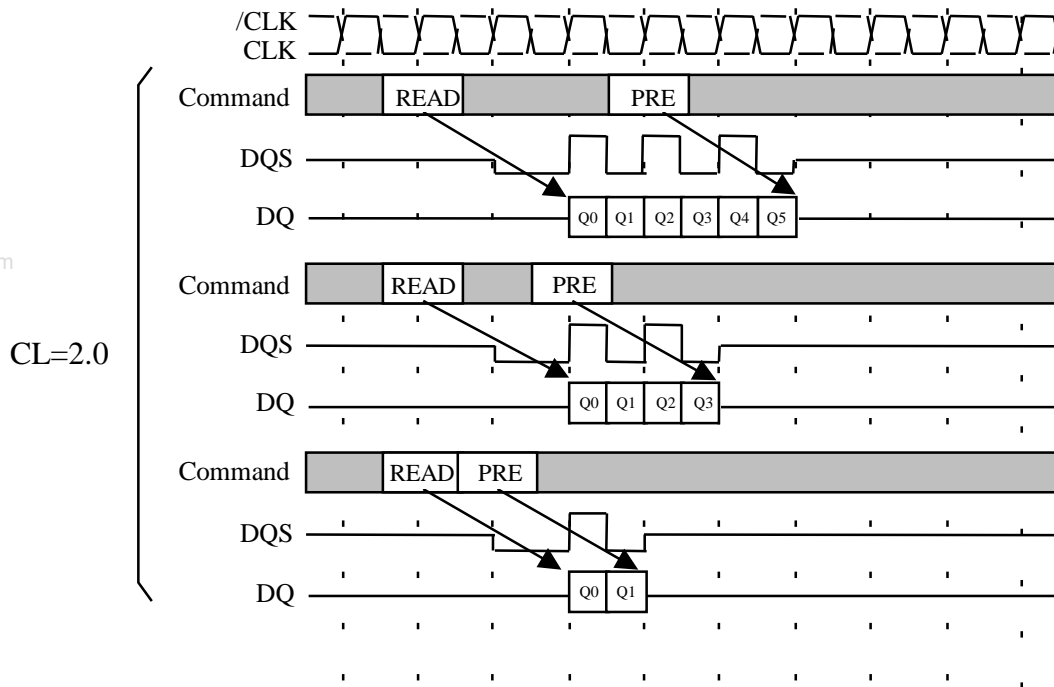 /CLK
CLK
Command READ PRE
DQS
DQ Q0 Q1 Q2 Q3 Q4 Q5
m
Command READ PRE
CL=2.0
DQS
DQ Q0 Q1 Q2 Q3
Command READ PRE
DQS
DQ Q0 Q1